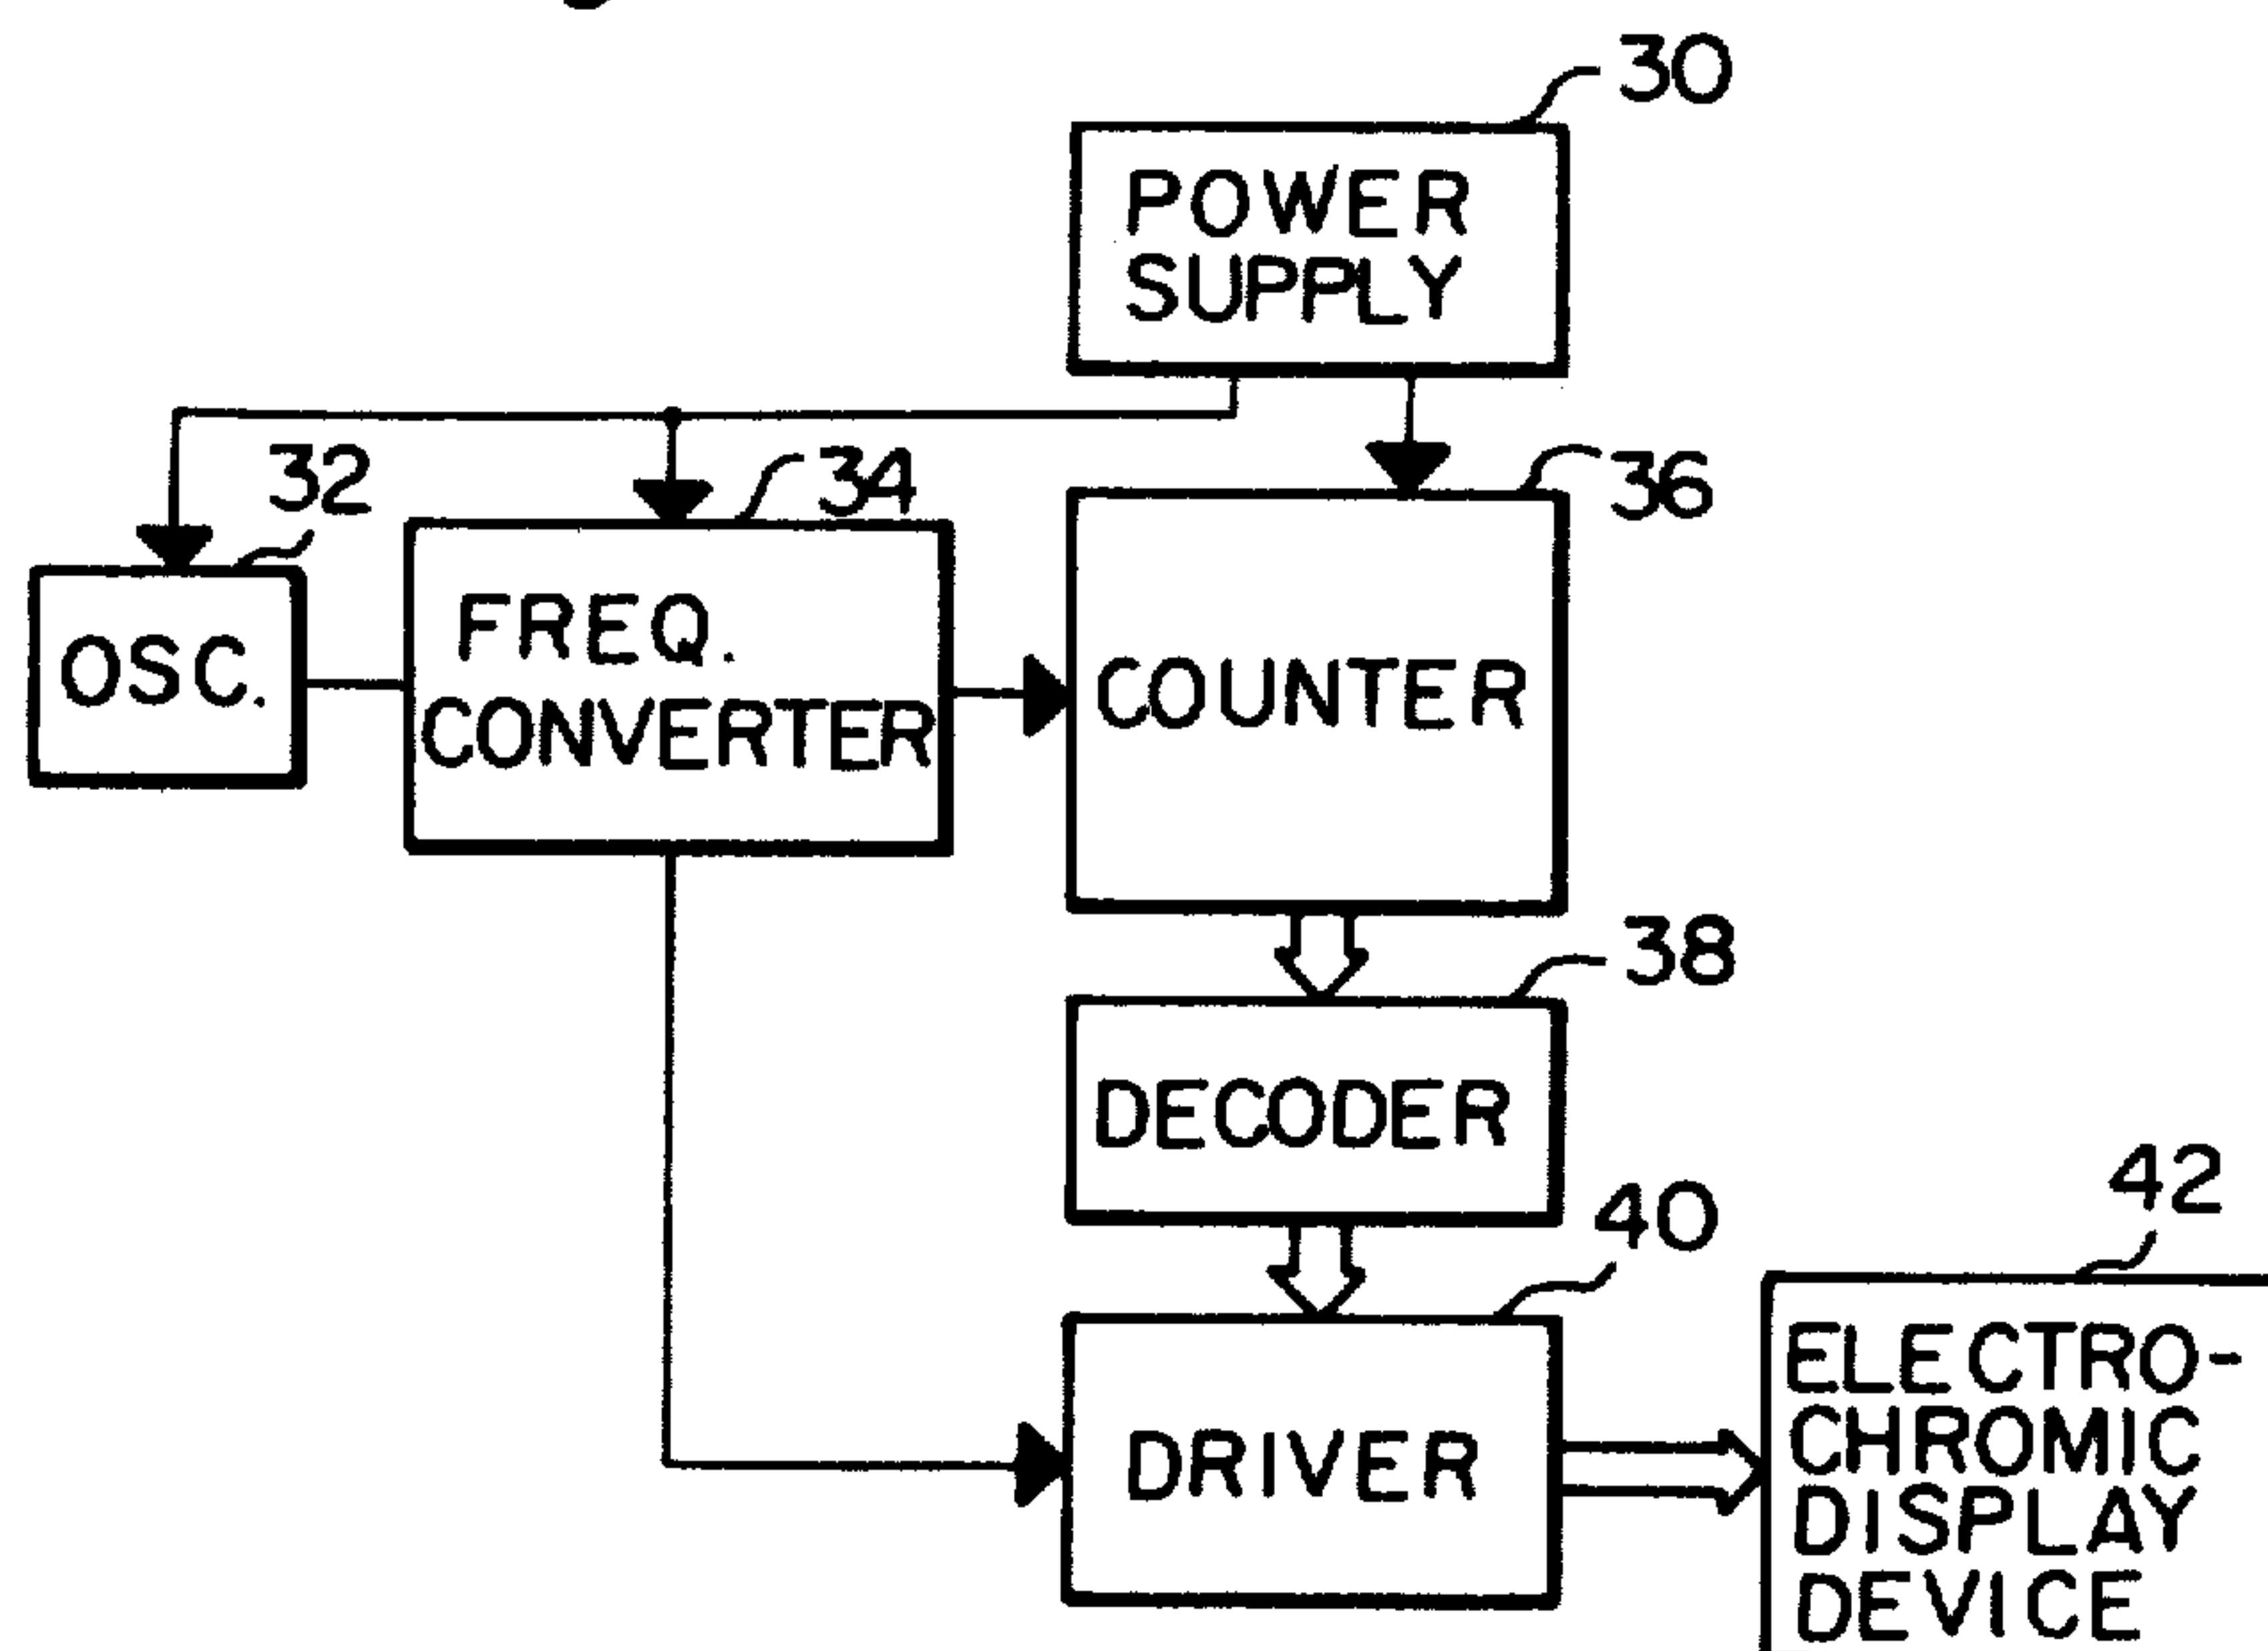 30
POWER
SUPPLY
32
34
36
OSC.
FREQ.
CONVERTER
COUNTER
38
DECODER
40
42
DRIVER
ELECTRO-
CHROMIC
DISPLAY
DEVICE